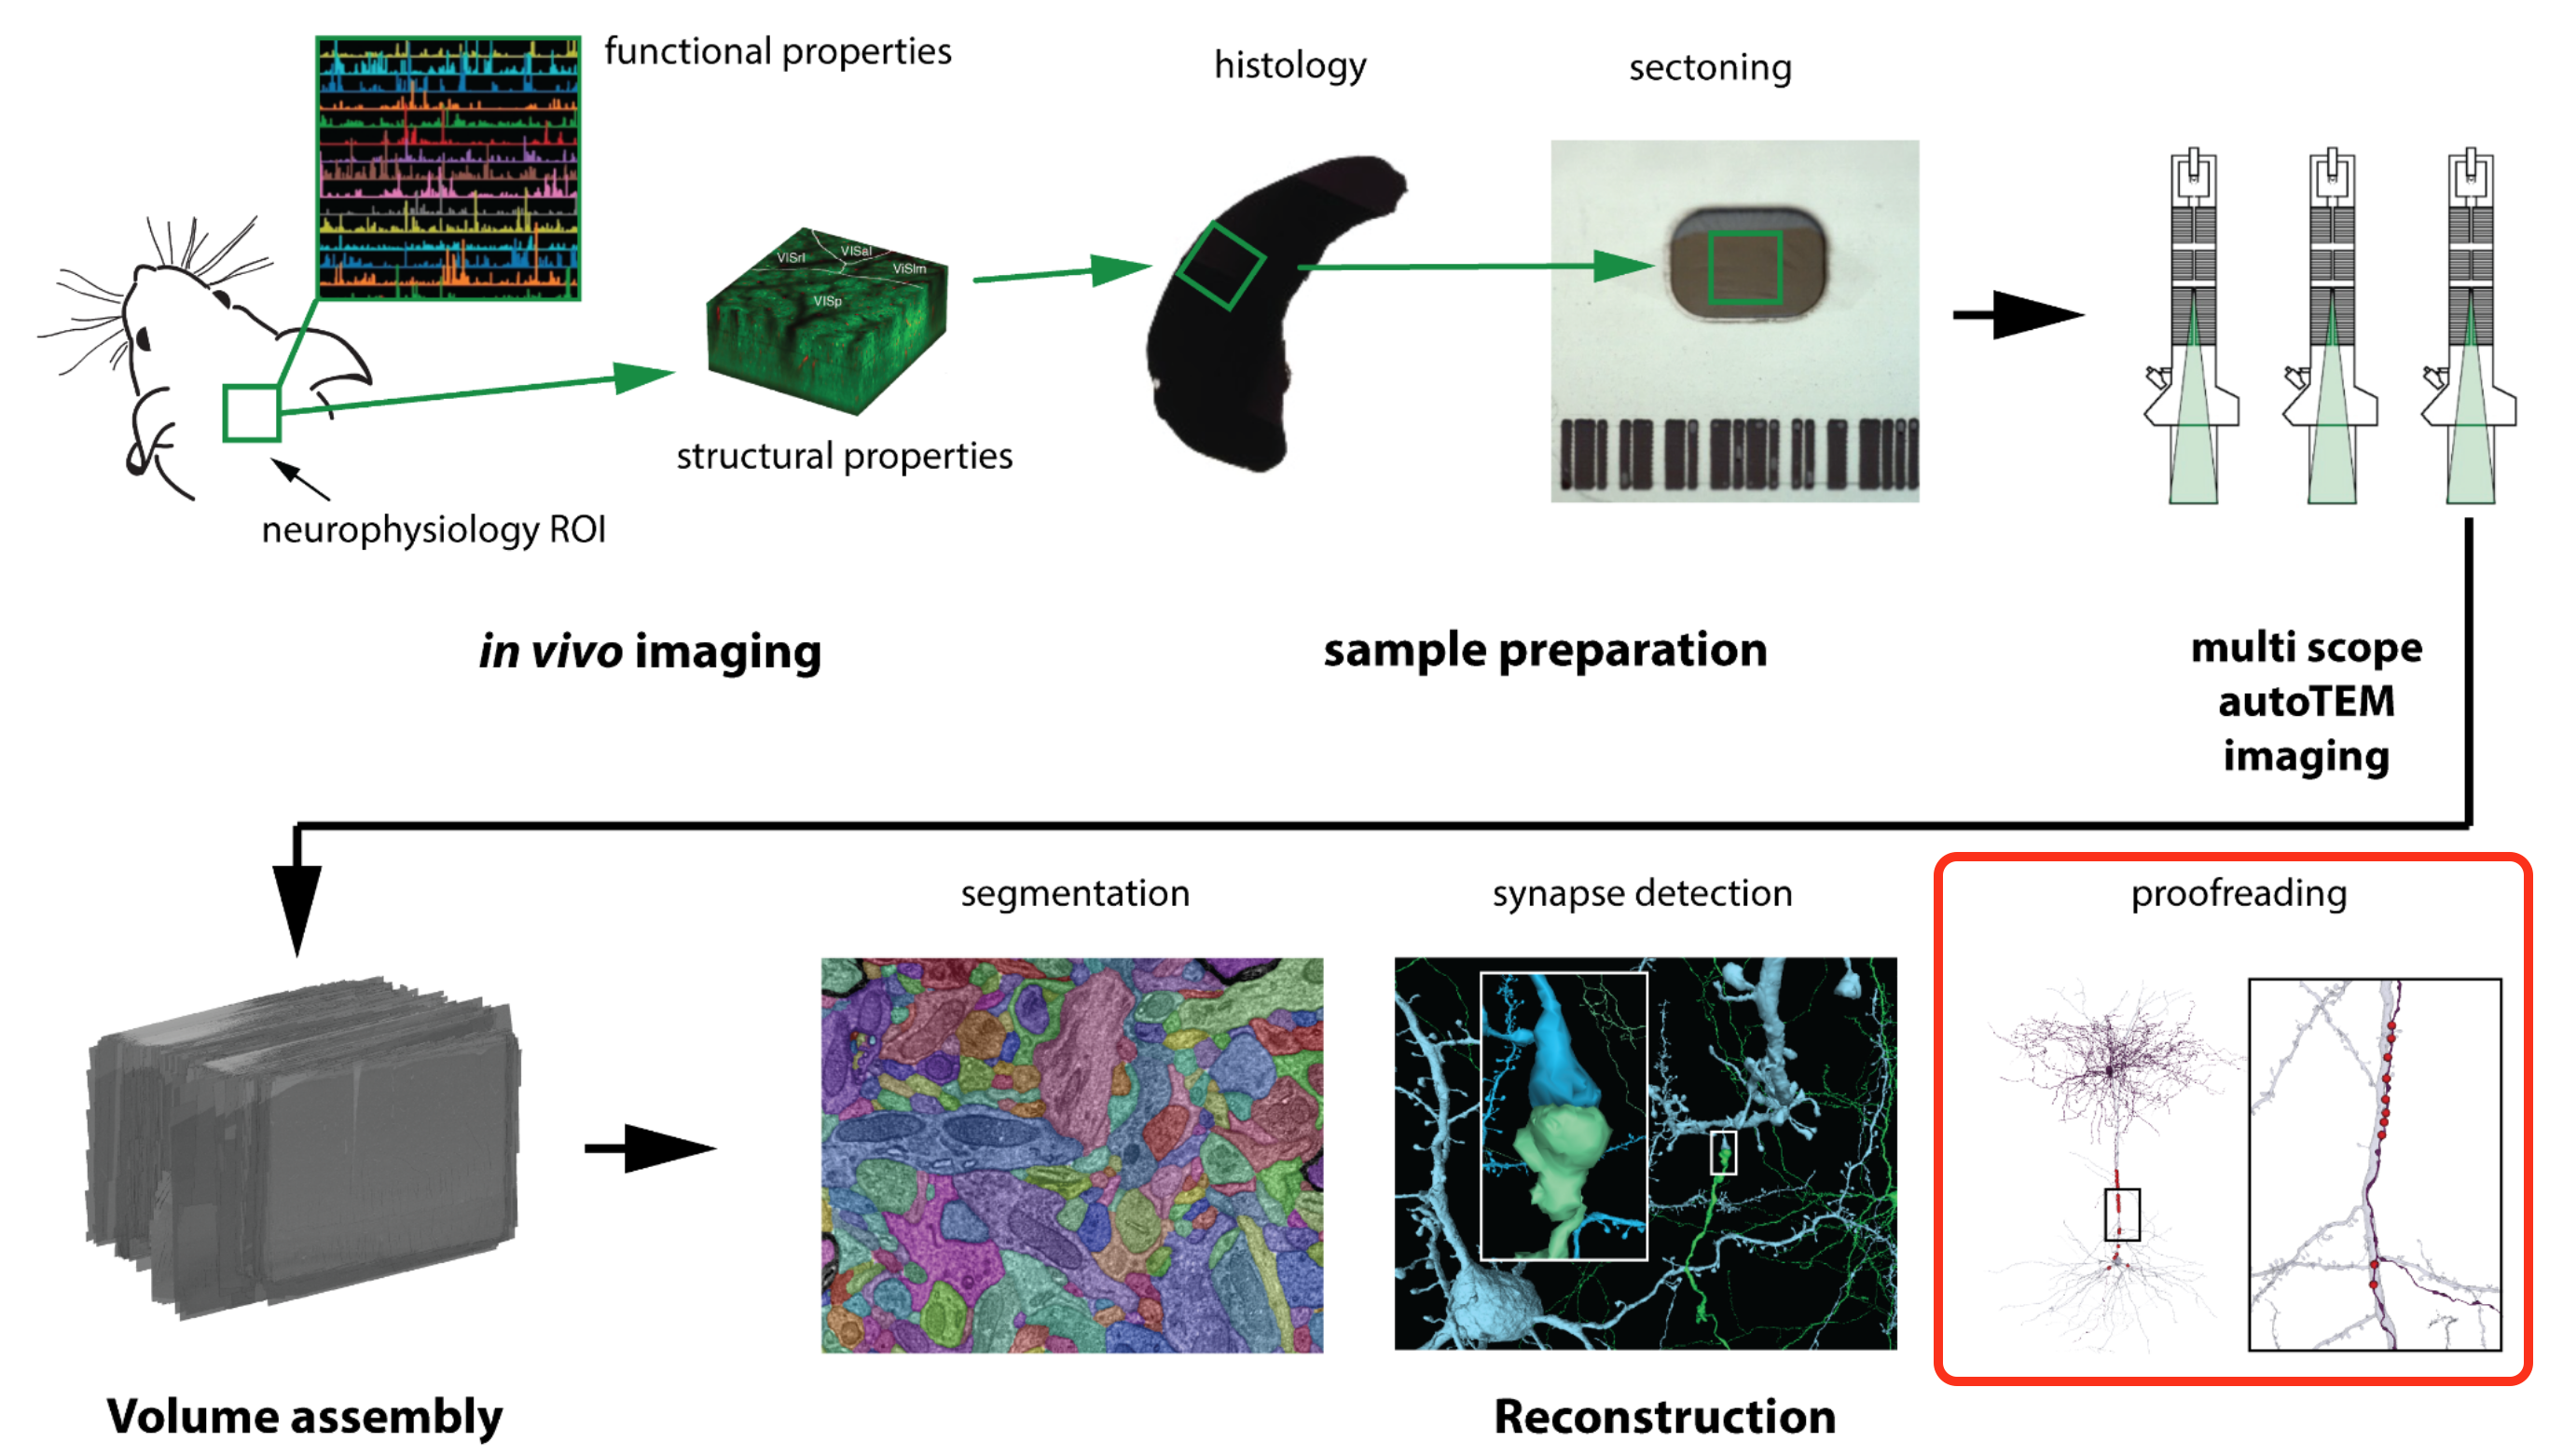 functional properties
histology
sectoning
VISrl
VISal
VISlm
VISp
structural properties
neurophysiology ROI
in vivo imaging
sample preparation
multi scope
autoTEM
imaging
segmentation
synapse detection
proofreading
Volume assembly
Reconstruction